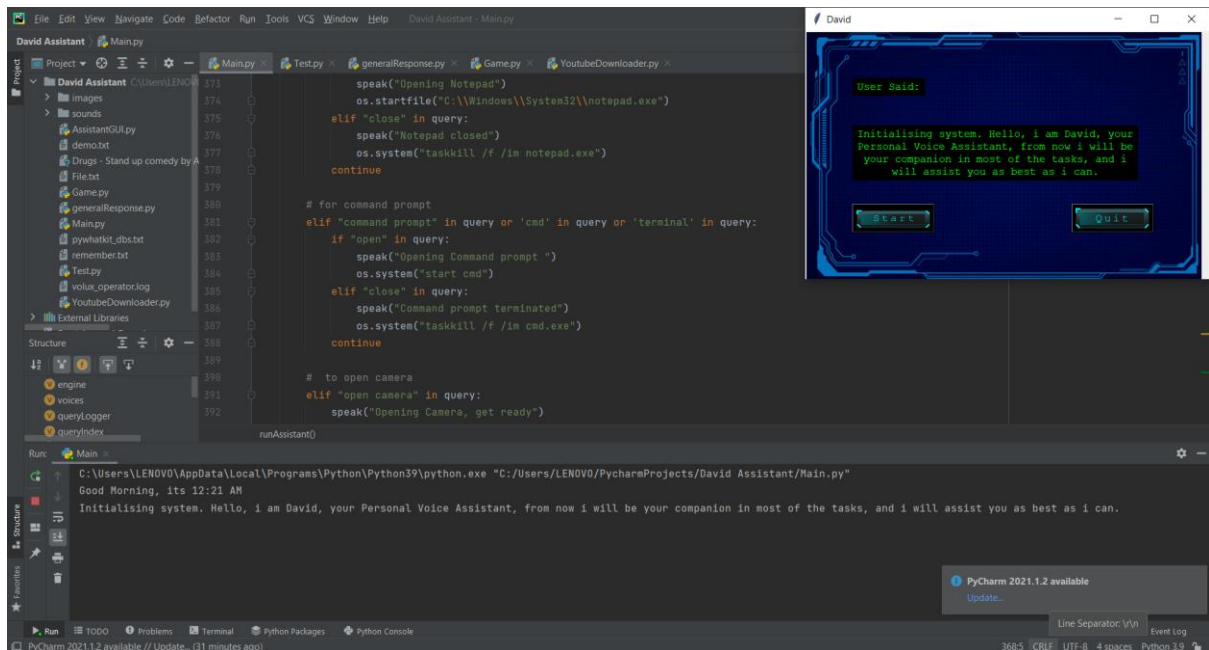 File Edit View Navigate Code Refactor Run Tools VCS Window Help David Assistant - Main.py
David Assistant Main.py
Project
Main.py Test.py generalResponse.py Game.py YoutubeDownloader.py
Project
David Assistant C:\Users\LENOV
images
sounds
AssistantGUI.py
demo.txt
Drugs - Stand up comedy by A
File.txt
Game.py
generalResponse.py
Main.py
pywhatkit_dbs.txt
remember.txt
Test.py
volux_operator.log
YoutubeDownloader.py
External Libraries
Structure
engine
voices
queryLogger
queryIndex
373 speak("Opening Notepad")
374 os.startfile("C:\\Windows\\System32\\notepad.exe")
375 elif "close" in query:
376 speak("Notepad closed")
377 os.system("taskkill /f /im notepad.exe")
378 continue
379
380 # for command prompt
381 elif "command prompt" in query or 'cmd' in query or 'terminal' in query:
382 if "open" in query:
383 speak("Opening Command prompt ")
384 os.system("start cmd")
385 elif "close" in query:
386 speak("Command prompt terminated")
387 os.system("taskkill /f /im cmd.exe")
388 continue
389
390 # to open camera
391 elif "open camera" in query:
392 speak("Opening Camera, get ready")
runAssistant()
David
User Said:
Initialising system. Hello, i am David, your
Personal Voice Assistant, from now i will be
your companion in most of the tasks, and i
will assist you as best as i can.
Start Quit
Run: Main
C:\Users\LENOVO\AppData\Local\Programs\Python\Python39\python.exe "C:/Users/LENOVO/PycharmProjects/David Assistant/Main.py"
Good Morning, its 12:21 AM
Initialising system. Hello, i am David, your Personal Voice Assistant, from now i will be your companion in most of the tasks, and i will assist you as best as i can.
Structure
Favorites
PyCharm 2021.1.2 available
Update...
Line Separator: \r\n
Run TODO Problems Terminal Python Packages Python Console Event Log
PyCharm 2021.1.2 available // Update... (31 minutes ago) 368:5 CRLF UTF-8 4 spaces Python 3.9